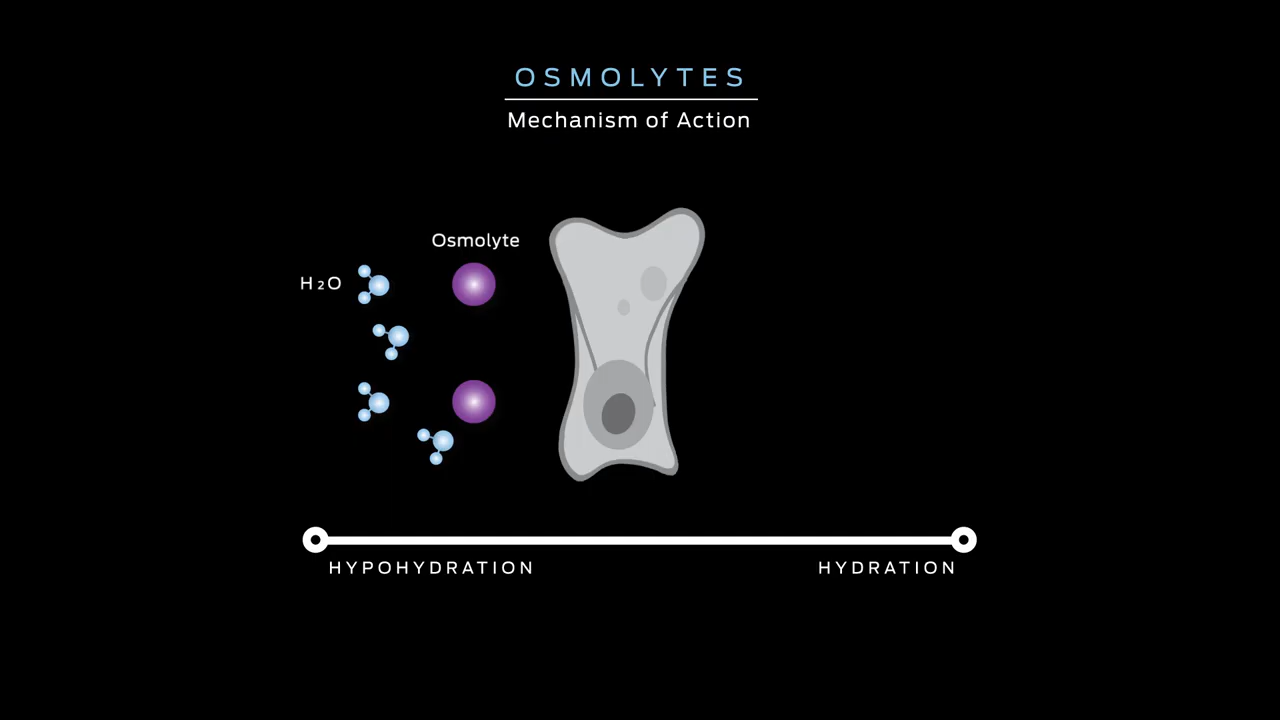 OSMOLYTES
Mechanism of Action
Osmolyte
H₂O
HYPOHYDRATION
HYDRATION